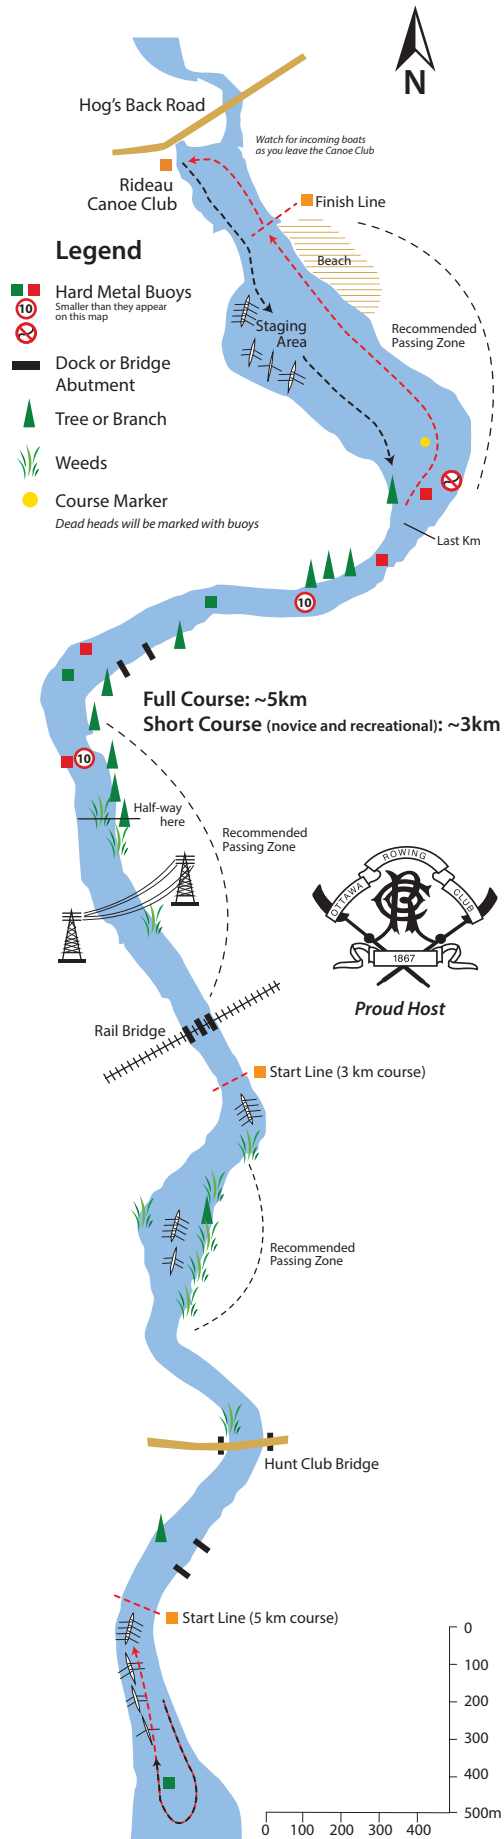 N
Hog's Back Road
Watch for incoming boats
as you leave the Canoe Club
Rideau
Canoe Club
Finish Line
Legend
Beach
Hard Metal Buoys
Smaller than they appear
on this map
10
Staging
Area
Recommended
Passing Zone
Dock or Bridge
Abutment
Tree or Branch
Weeds
Course Marker
Dead heads will be marked with buoys
Last Km
10
Full Course: ~5km
Short Course (novice and recreational): ~3km
10
Half-way
here
Recommended
Passing Zone
OTTAWA ROWING CLUB
1867
Proud Host
Rail Bridge
Start Line (3 km course)
Recommended
Passing Zone
Hunt Club Bridge
Start Line (5 km course)
0
100
200
300
400
500m
0 100 200 300 400